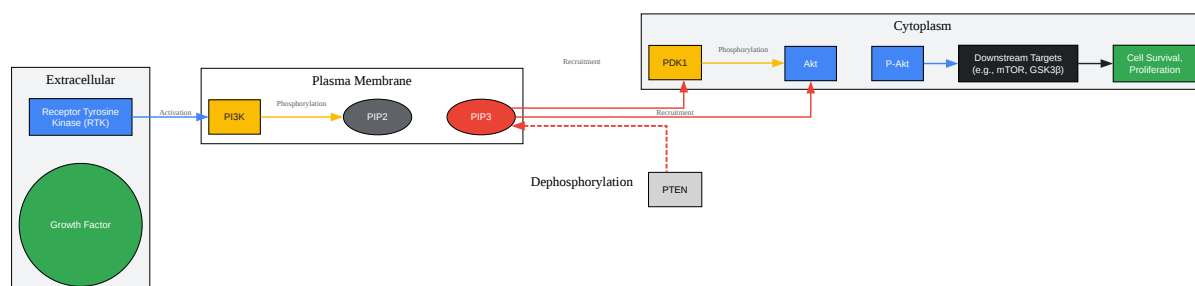 Cytoplasm
PDK1
Phosphorylation
Akt
P-Akt
Downstream Targets
(e.g., mTOR, GSK3β)
Cell Survival,
Proliferation
Recruitment
Extracellular
Plasma Membrane
Receptor Tyrosine
Kinase (RTK)
Activation
PI3K
Phosphorylation
PIP2
PIP3
Recruitment
Dephosphorylation
PTEN
Growth Factor